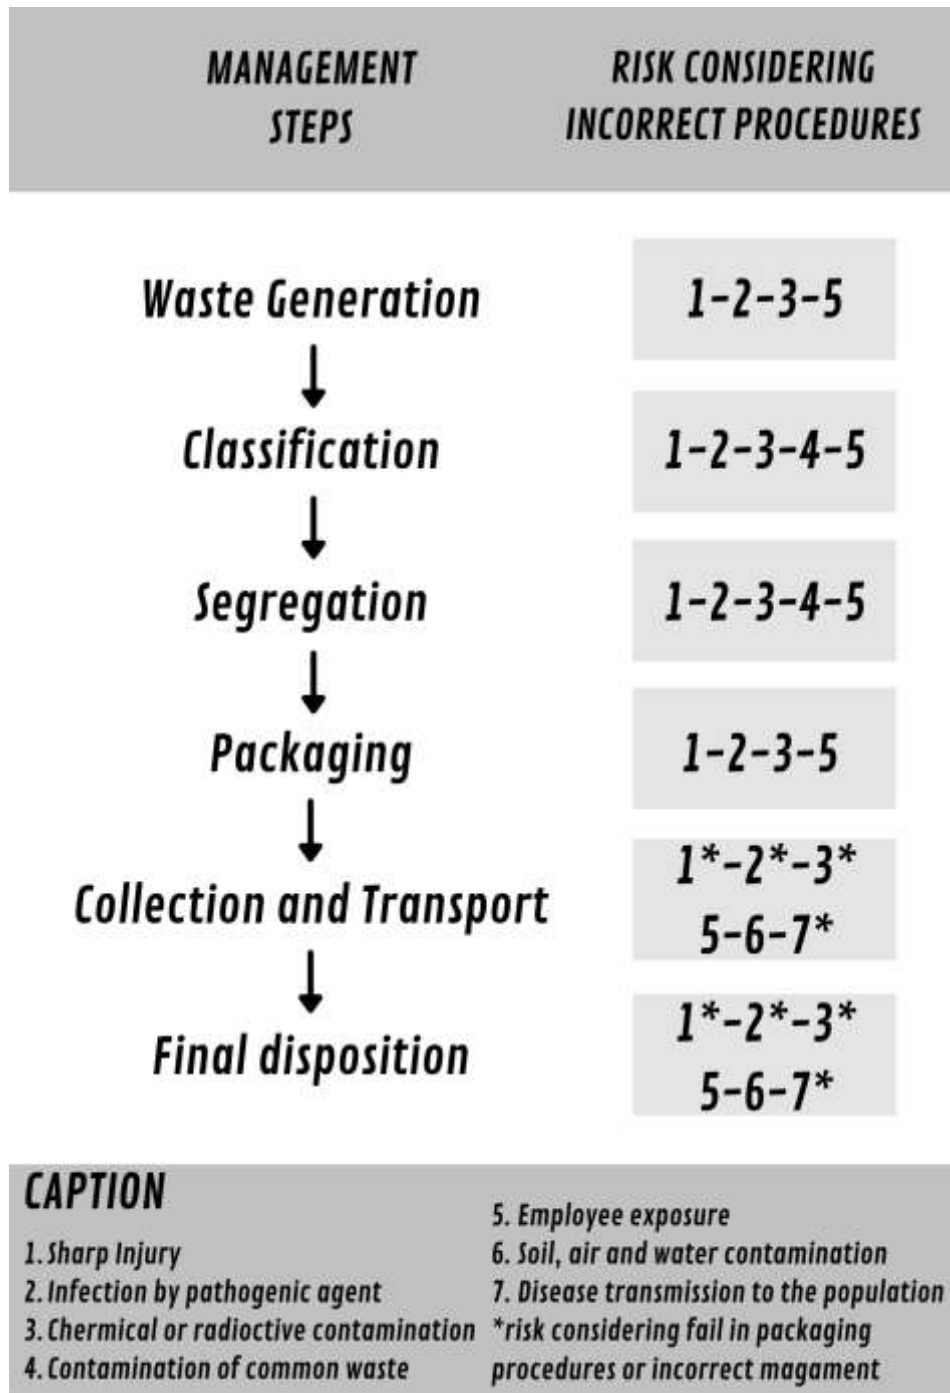 MANAGEMENT
STEPS
RISK CONSIDERING
INCORRECT PROCEDURES
Waste Generation
1-2-3-5
Classification
1-2-3-4-5
Segregation
1-2-3-4-5
Packaging
1-2-3-5
Collection and Transport
1*-2*-3*
5-6-7*
Final disposition
1*-2*-3*
5-6-7*
CAPTION
1. Sharp Injury
2. Infection by pathogenic agent
3. Chermical or radioctive contamination
4. Contamination of common waste
5. Employee exposure
6. Soil, air and water contamination
7. Disease transmission to the population
*risk considering fail in packaging
procedures or incorrect magament